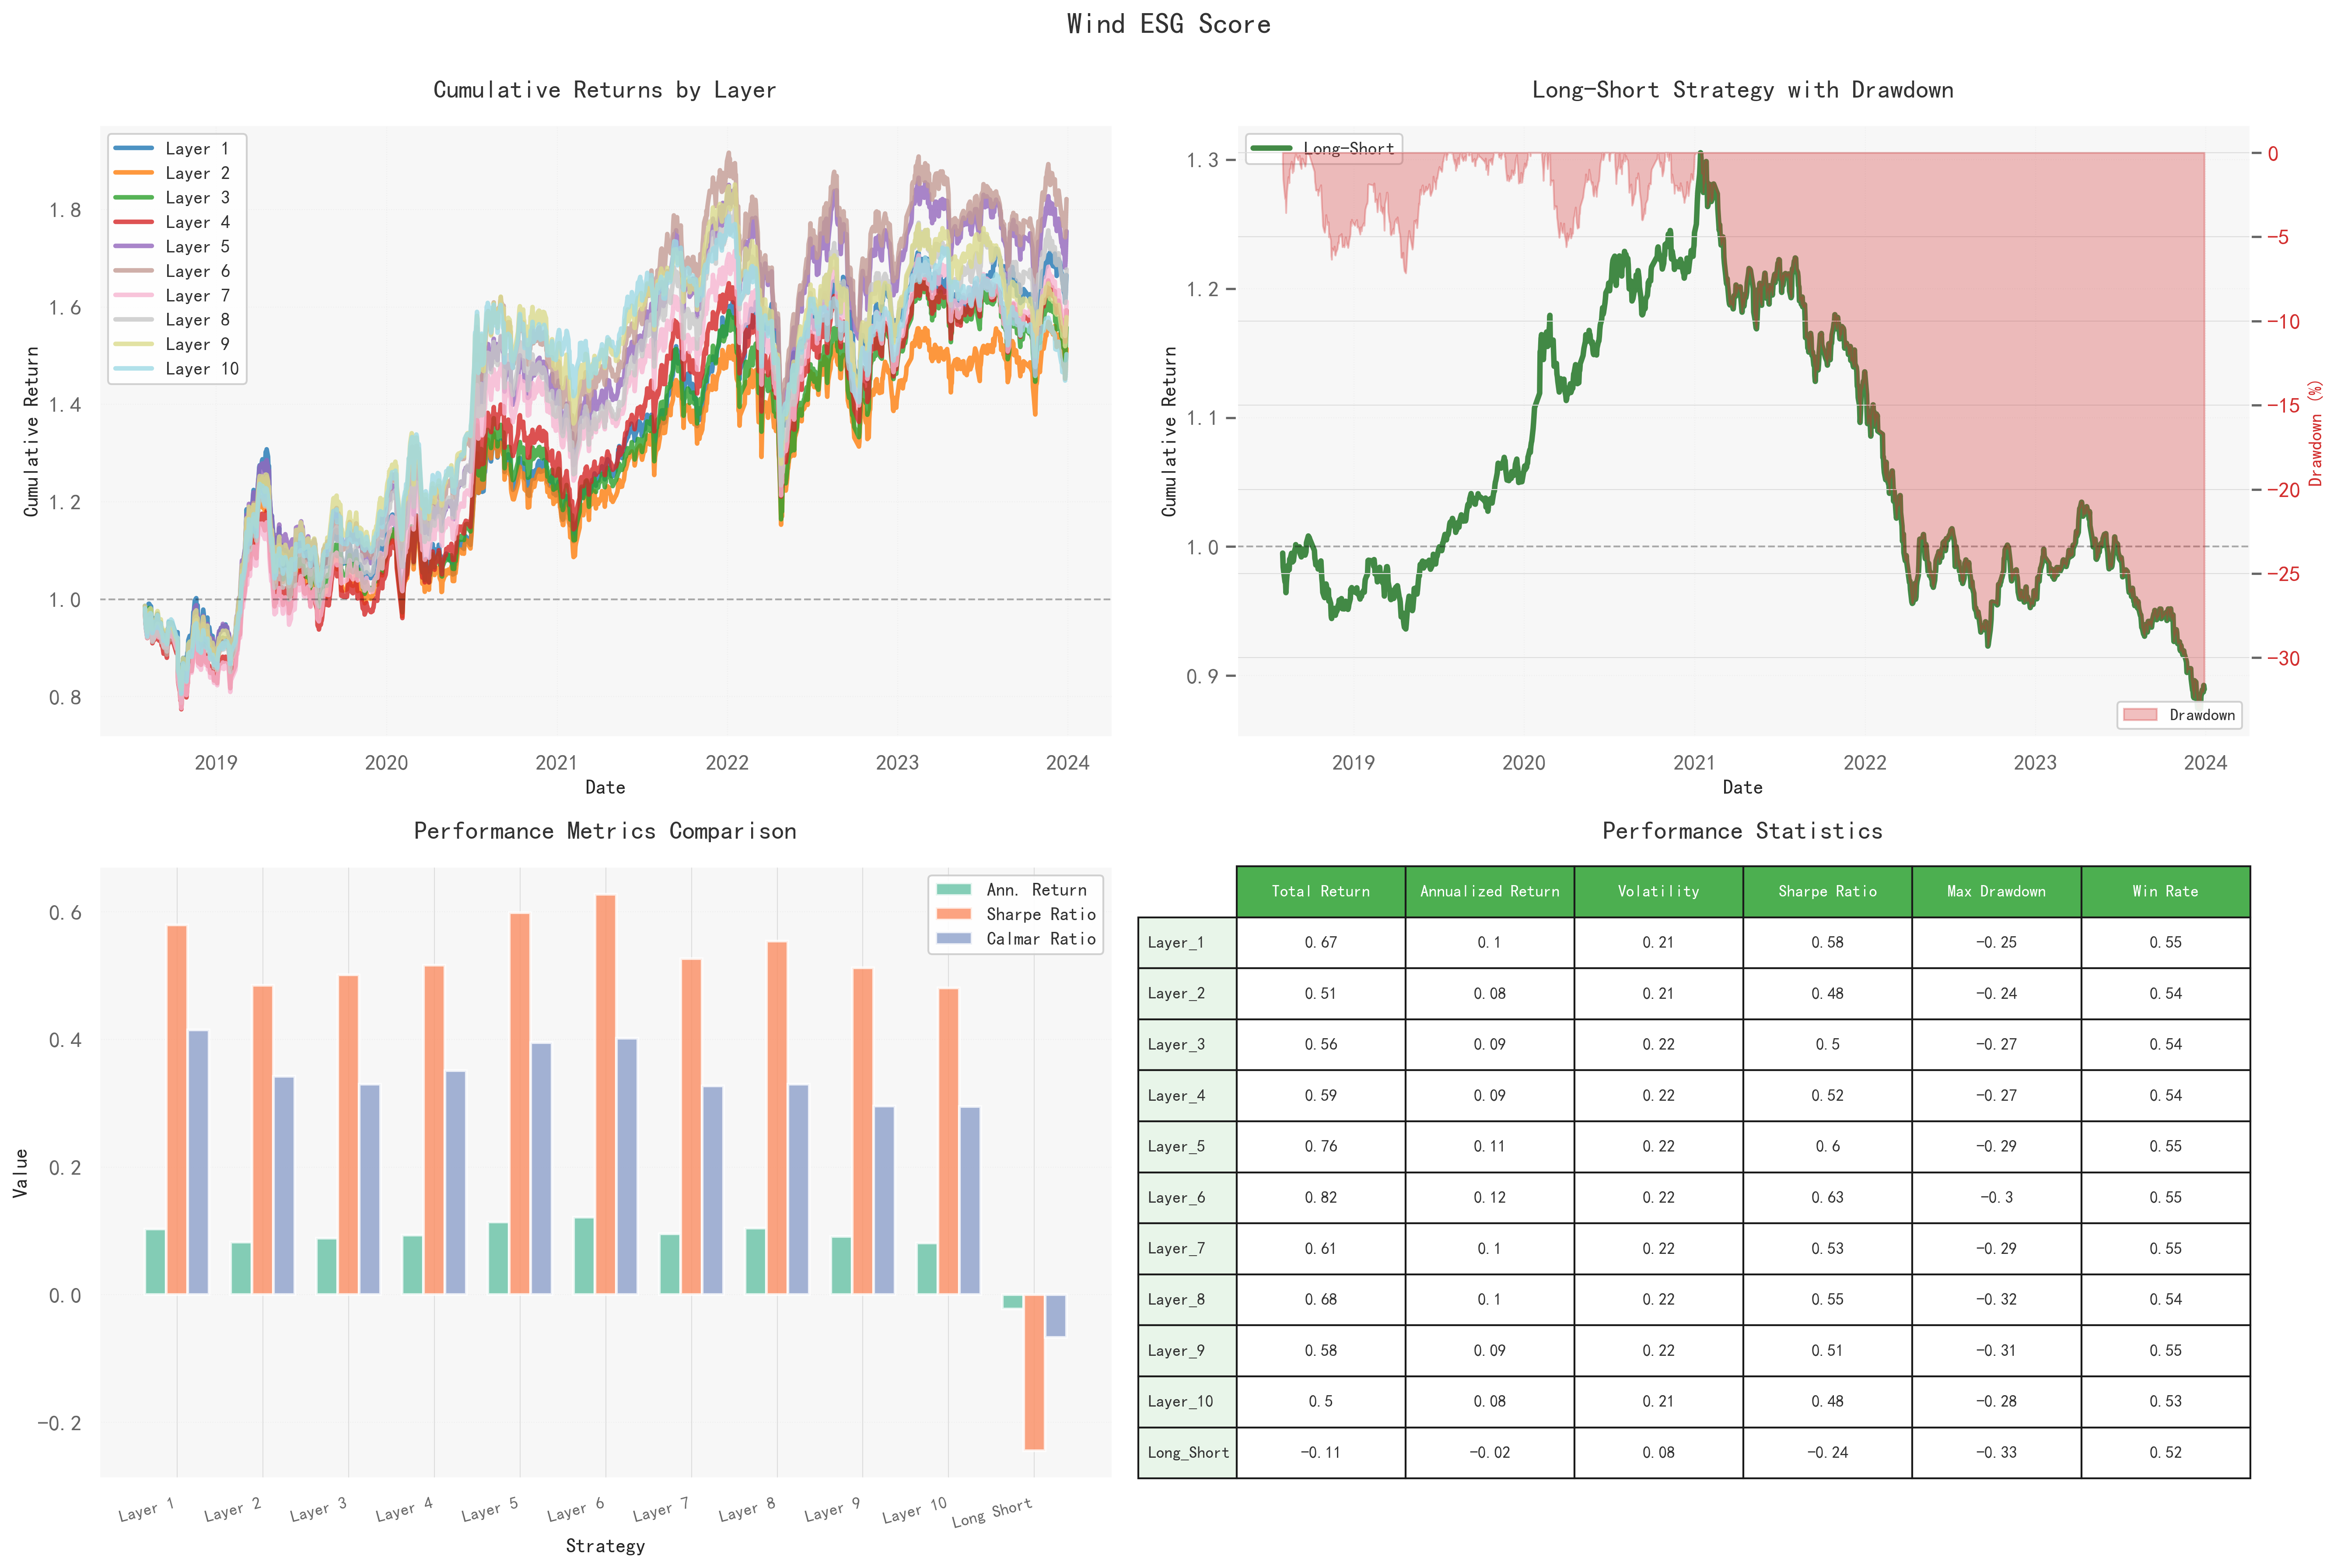 Wind ESG Score
Cumulative Returns by Layer
Layer 1
Layer 2
Layer 3
Layer 4
Layer 5
Layer 6
Layer 7
Layer 8
Layer 9
Layer 10
Cumulative Return
1.8
1.6
1.4
1.2
1.0
0.8
2019 2020 2021 2022 2023 2024
Date
Long-Short Strategy with Drawdown
Long-Short
Cumulative Return
1.3
1.2
1.1
1.0
0.9
0
-5
-10
-15
-20
-25
-30
Drawdown (%)
Drawdown
2019 2020 2021 2022 2023 2024
Date
Performance Metrics Comparison
Ann. Return
Sharpe Ratio
Calmar Ratio
Value
0.6
0.4
0.2
0.0
-0.2
Layer 1 Layer 2 Layer 3 Layer 4 Layer 5 Layer 6 Layer 7 Layer 8 Layer 9 Layer 10 Long Short
Strategy
Performance Statistics
Total Return Annualized Return Volatility Sharpe Ratio Max Drawdown Win Rate
Layer_1 0.67 0.1 0.21 0.58 -0.25 0.55
Layer_2 0.51 0.08 0.21 0.48 -0.24 0.54
Layer_3 0.56 0.09 0.22 0.5 -0.27 0.54
Layer_4 0.59 0.09 0.22 0.52 -0.27 0.54
Layer_5 0.76 0.11 0.22 0.6 -0.29 0.55
Layer_6 0.82 0.12 0.22 0.63 -0.3 0.55
Layer_7 0.61 0.1 0.22 0.53 -0.29 0.55
Layer_8 0.68 0.1 0.22 0.55 -0.32 0.54
Layer_9 0.58 0.09 0.22 0.51 -0.31 0.55
Layer_10 0.5 0.08 0.21 0.48 -0.28 0.53
Long_Short -0.11 -0.02 0.08 -0.24 -0.33 0.52